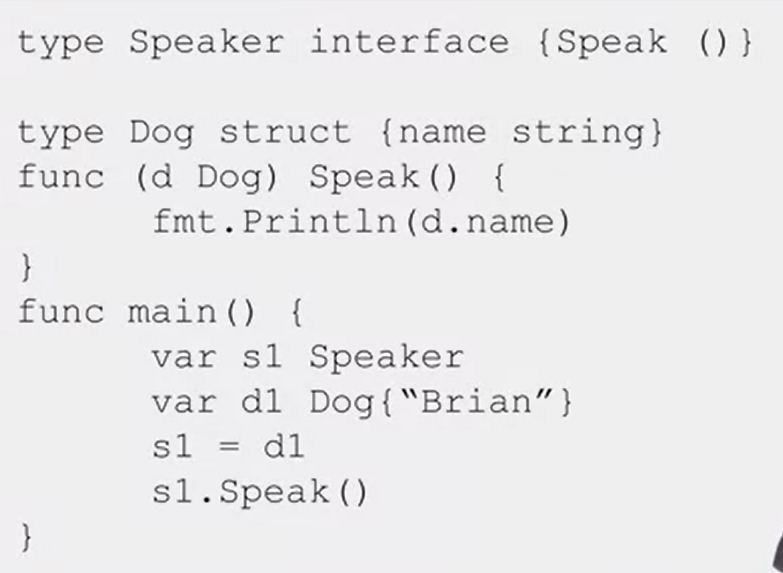 type Speaker interface {Speak ()}
type Dog struct {name string}
func (d Dog) Speak() {
fmt.Println(d.name)
}
func main() {
var s1 Speaker
var d1 Dog{“Brian”}
s1 = d1
s1.Speak()
}